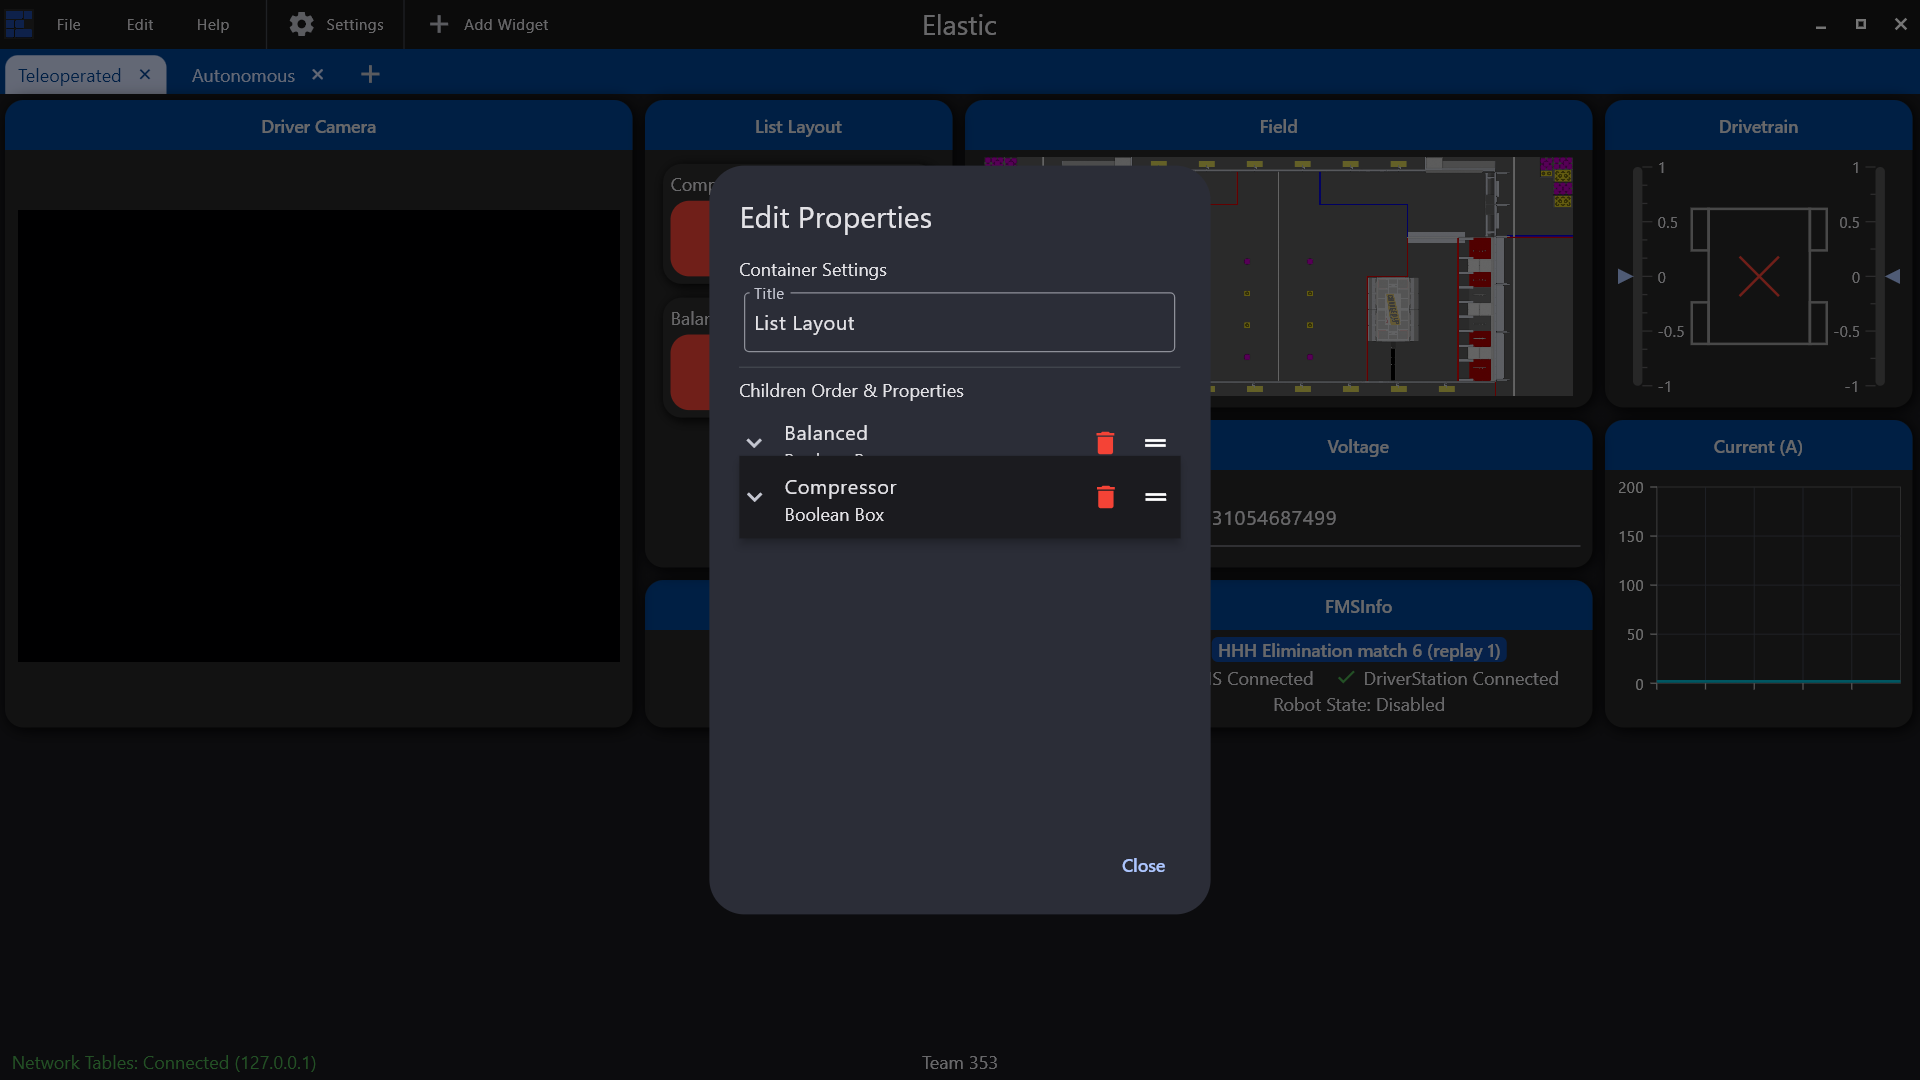 File
Edit
Help
Settings
Add Widget
Elastic
Teleoperated
Autonomous
Driver Camera
List Layout
Field
Drivetrain
Edit Properties
Container Settings
Title
List Layout
Children Order & Properties
Balanced
Compressor
Boolean Box
Close
1
0.5
0
-0.5
-1
1
0.5
0
-0.5
-1
Voltage
31054687499
Current (A)
200
150
100
50
0
FMSInfo
HHH Elimination match 6 (replay 1)
S Connected
DriverStation Connected
Robot State: Disabled
Network Tables: Connected (127.0.0.1)
Team 353